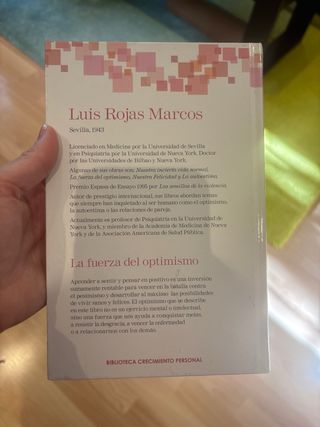 Luis Rojas Marcos
Sevilla, 1943
Licenciado en Medicina por la Universidad de Sevilla
y en Psiquiatría por la Universidad de Nueva York. Doctor
por las Universidades de Bilbao y Nueva York.
Algunas de sus obras son: Nuestra incierta vida normal,
La fuerza del optimismo, Nuestra Felicidad y La autoestima.
Premio Espasa de Ensayo 1995 por Las semillas de la violencia.
Autor de prestigio internacional, sus libros abordan temas
que siempre han inquietado al ser humano como el optimismo,
la autoestima o las relaciones de pareja.
Actualmente es profesor de Psiquiatría en la Universidad de
Nueva York, y miembro de la Academia de Medicina de Nueva
York y de la Asociación Americana de Salud Pública.
La fuerza del optimismo
Aprender a sentir y pensar en positivo es una inversión
sumamente rentable para vencer en la batalla contra
el pesimismo y desarrollar al máximo las posibilidades
de vivir sanos y felices. El optimismo que se describe
en este libro no es un ejercicio mental o intelectual,
sino una fuerza que nos ayuda a conquistar metas,
a resistir la desgracia, a vencer la enfermedad
o a relacionarnos con los demás.
BIBLIOTECA CRECIMIENTO PERSONAL